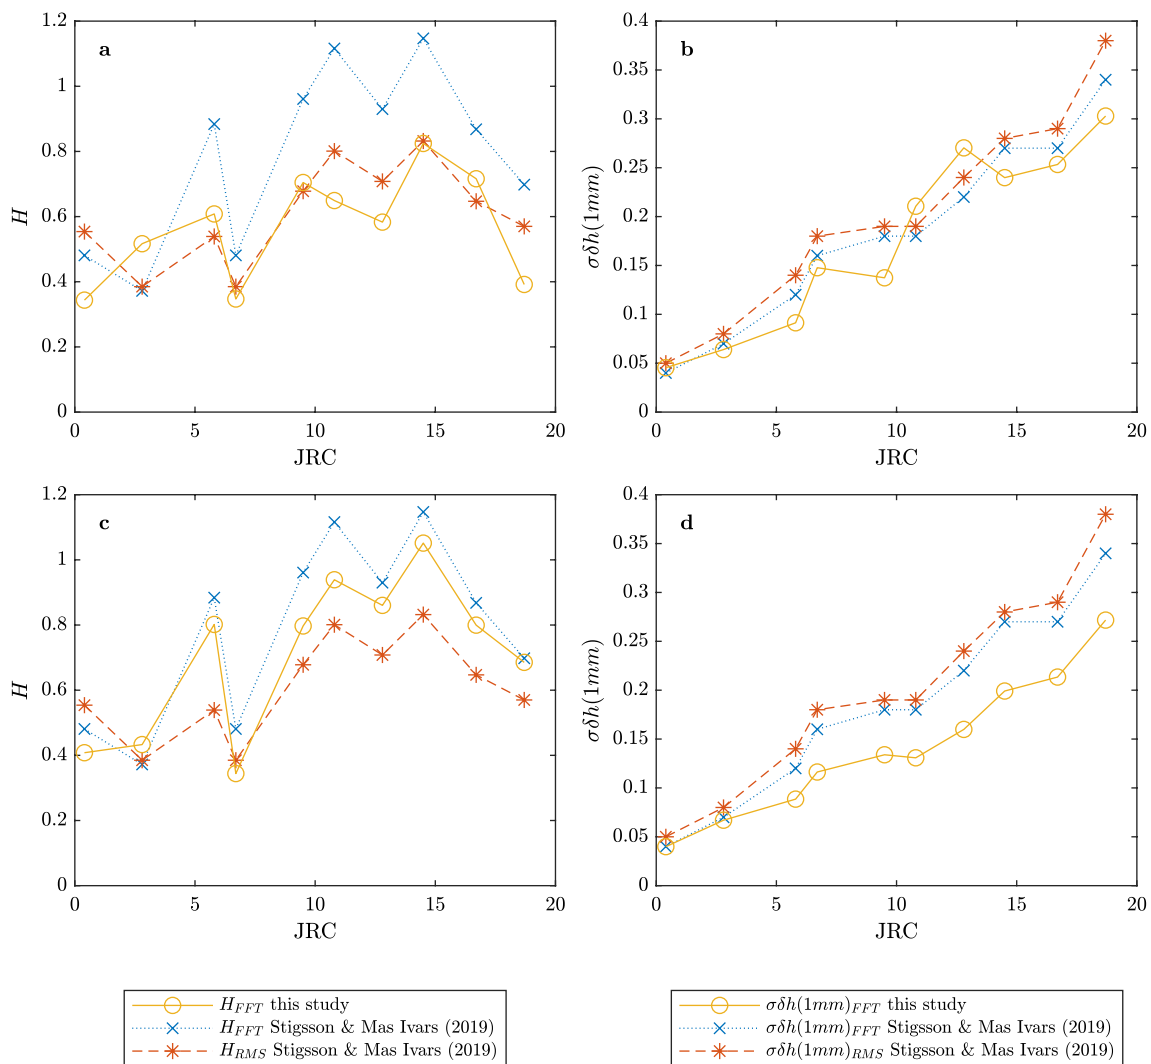 a
1.2
1
0.8
0.6
0.4
0.2
0
H
0 5 10 15 20
JRC
b
0.4
0.35
0.3
0.25
0.2
0.15
0.1
0.05
0
σδh(1mm)
0 5 10 15 20
JRC
c
1.2
1
0.8
0.6
0.4
0.2
0
H
0 5 10 15 20
JRC
d
0.4
0.35
0.3
0.25
0.2
0.15
0.1
0.05
0
σδh(1mm)
0 5 10 15 20
JRC
H_FFT this study
H_FFT Stigsson & Mas Ivars (2019)
H_RMS Stigsson & Mas Ivars (2019)
σδh(1mm)_FFT this study
σδh(1mm)_FFT Stigsson & Mas Ivars (2019)
σδh(1mm)_RMS Stigsson & Mas Ivars (2019)